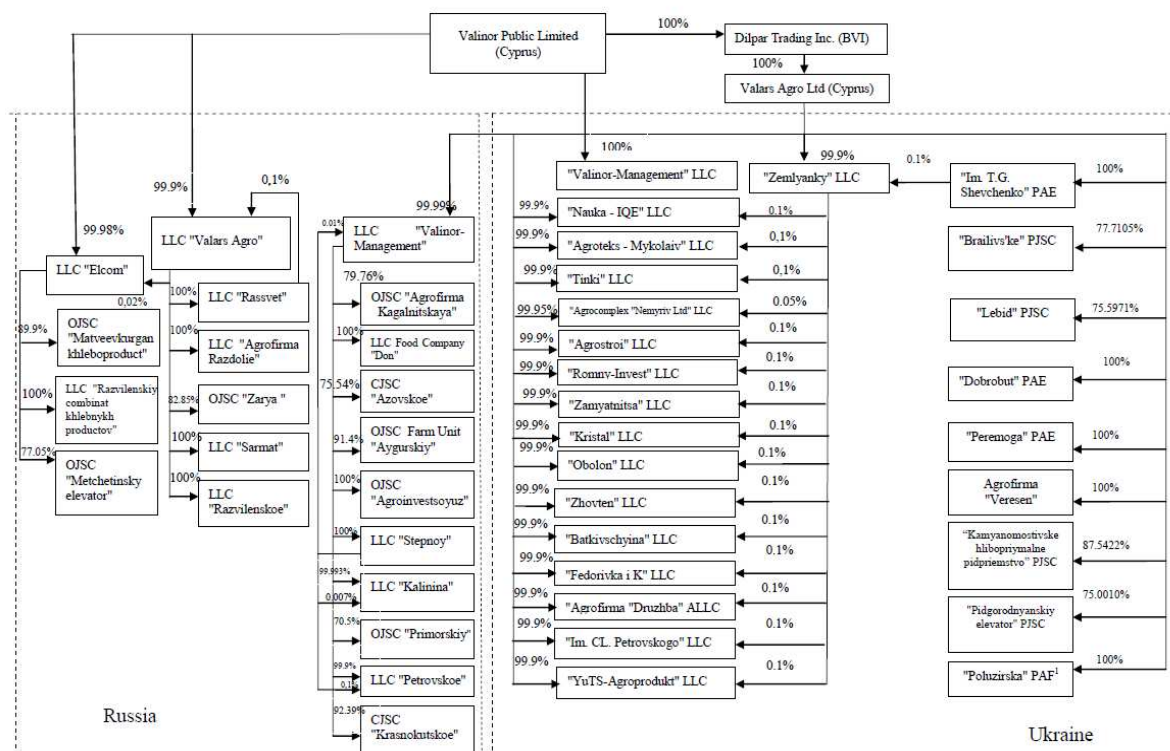 Valinor Public Limited
(Cyprus)
100%
Dilpar Trading Inc. (BVI)
100%
Valars Agro Ltd (Cyprus)
99.98%
LLC "Elcom"
0,02%
89.9%
OJSC
"Matveevkurgan
khleboproduct"
100%
LLC "Razvilenskiy
combinat
khlebnykh
productov"
77.05%
OJSC
"Metchetinsky
elevator"
99.9%
0,1%
LLC "Valars Agro"
100%
LLC "Rassvet"
100%
LLC "Agrofirma
Razdolie"
82.85%
OJSC "Zarya "
100%
LLC "Sarmat"
100%
LLC
"Razvilenskoe"
99.99%
0.01%
LLC "Valinor-
Management"
79.76%
OJSC "Agrofirma
Kagalnitskaya"
100%
LLC Food Company
"Don"
75.54%
CJSC
"Azovskoe"
91.4%
OJSC Farm Unit
"Aygurskiy"
100%
OJSC
"Agroinvestsoyuz"
100%
LLC "Stepnoy"
99.993%
LLC "Kalinina"
0.007%
70.5%
OJSC "Primorskiy"
99.9%
LLC "Petrovskoe"
0,1%
92.39%
CJSC
"Krasnokutskoe"
Russia
100%
"Valinor-Management" LLC
99.9%
"Zemlyanky" LLC
0.1%
99.9%
"Nauka - IQE" LLC
0.1%
99.9%
"Agroteks - Mykolaiv" LLC
0,1%
99.9%
"Tinki" LLC
0,1%
99.95%
"Agrocomplex "Nemyriv Ltd" LLC
0.05%
99.9%
"Agrostroi" LLC
0.1%
99.9%
"Romny-Invest" LLC
0.1%
99.9%
"Zamyatnitsa" LLC
0.1%
99.9%
"Kristal" LLC
0.1%
99.9%
"Obolon" LLC
0.1%
99.9%
"Zhovten" LLC
0.1%
99.9%
"Batkivschyina" LLC
0.1%
99.9%
"Fedorivka i K" LLC
0.1%
99.9%
"Agrofirma "Druzhba" ALLC
0.1%
99.9%
"Im. CL. Petrovskogo" LLC
0.1%
99.9%
"YuTS-Agroprodukt" LLC
0.1%
"Im. T.G.
Shevchenko" PAE
100%
"Brailivs'ke" PJSC
77.7105%
"Lebid" PJSC
75.5971%
"Dobrobut" PAE
100%
"Peremoga" PAE
100%
Agrofirma
"Veresen"
100%
"Kamyanomostivske
hlibopriymalne
pidpriemstvo" PJSC
87.5422%
"Pidgorodnyanskiy
elevator" PJSC
75.0010%
"Poluzirska" PAF1
100%
Ukraine